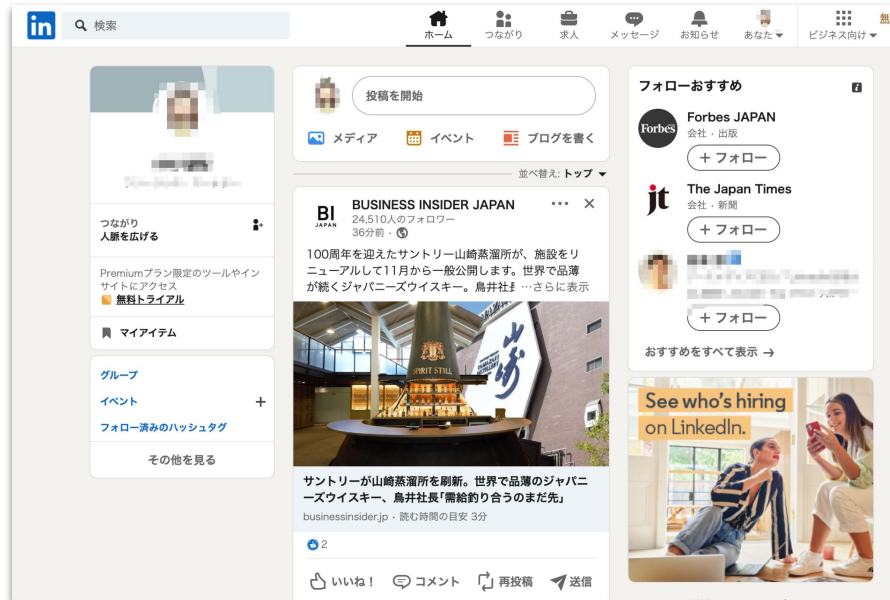 in
検索
ホーム
つながり
求人
メッセージ
お知らせ
あなた
ビジネス向け
無
つながり
人脈を広げる
Premiumプラン限定のツールやイン
サイトにアクセス
無料トライアル
マイアイテム
グループ
イベント
フォロー済みのハッシュタグ
その他を見る
投稿を開始
メディア
イベント
ブログを書く
並べ替え: トップ
BI
JAPAN
BUSINESS INSIDER JAPAN
24,510人のフォロワー
36分前・
100周年を迎えたサントリー山崎蒸溜所が、施設をリ
ニューアルして11月から一般公開します。世界で品薄
が続くジャパニーズウイスキー。鳥井社長 …さらに表示
SPIRIT STILL
山崎
サントリーが山崎蒸溜所を刷新。世界で品薄のジャパニ
ーズウイスキー、鳥井社長「需給釣り合うのまだ先」
businessinsider.jp・読む時間の目安 3分
2
いいね！
コメント
再投稿
送信
フォローおすすめ
Forbes
Forbes JAPAN
会社・出版
+ フォロー
jt
The Japan Times
会社・新聞
+ フォロー
+ フォロー
おすすめをすべて表示 →
See who's hiring
on LinkedIn.